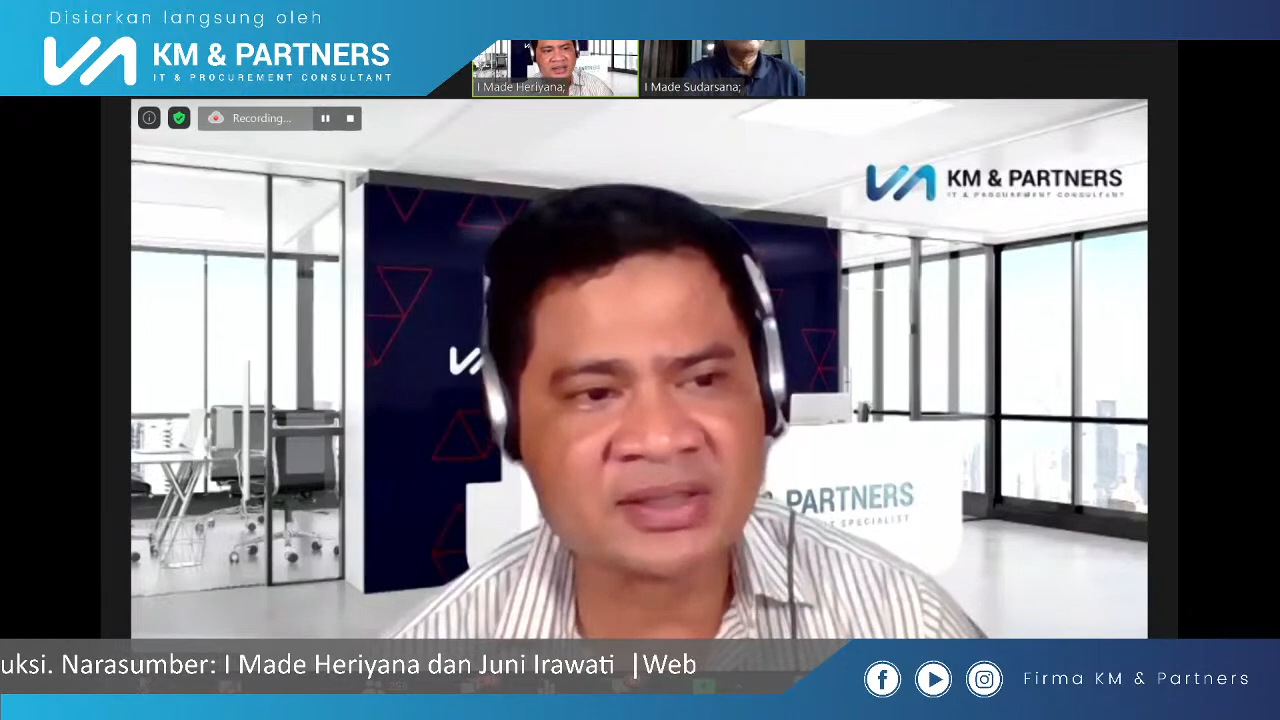 Disiarkan langsung oleh
KM & PARTNERS
IT & PROCUREMENT CONSULTANT
I Made Heriyana;
I Made Sudarsana;
Recording...
KM & PARTNERS
IT & PROCUREMENT CONSULTANT
PARTNERS
SPECIALIST
uksi. Narasumber: I Made Heriyana dan Juni Irawati |Web
Firma KM & Partners